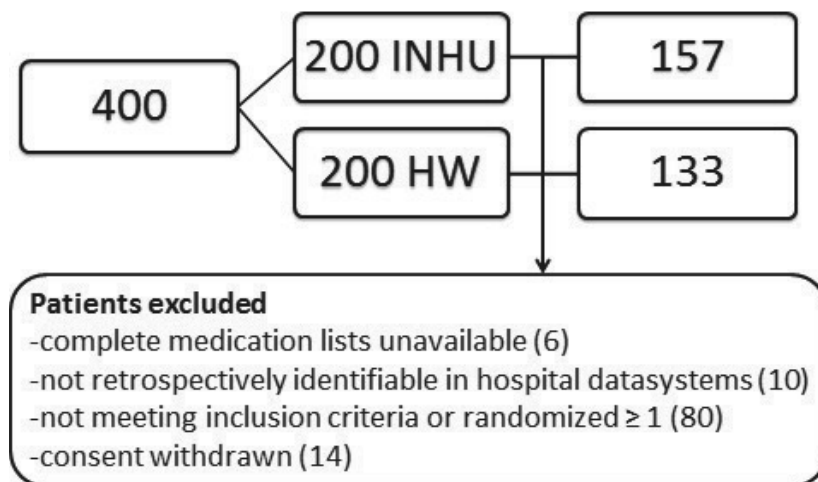 400
200 INHU
157
200 HW
133
Patients excluded
-complete medication lists unavailable (6)
-not retrospectively identifiable in hospital datasystems (10)
-not meeting inclusion criteria or randomized ≥ 1 (80)
-consent withdrawn (14)